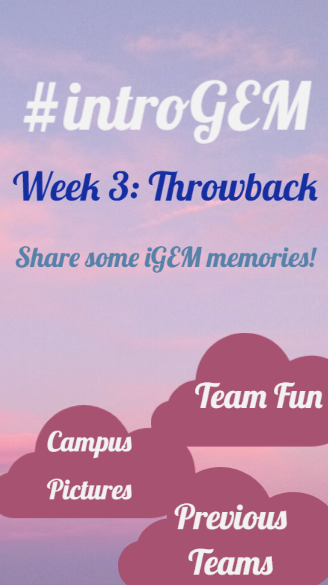 #introGEM
Week 3: Throwback
Share some iGEM memories!
Team Fun
Campus
Pictures
Previous
Teams